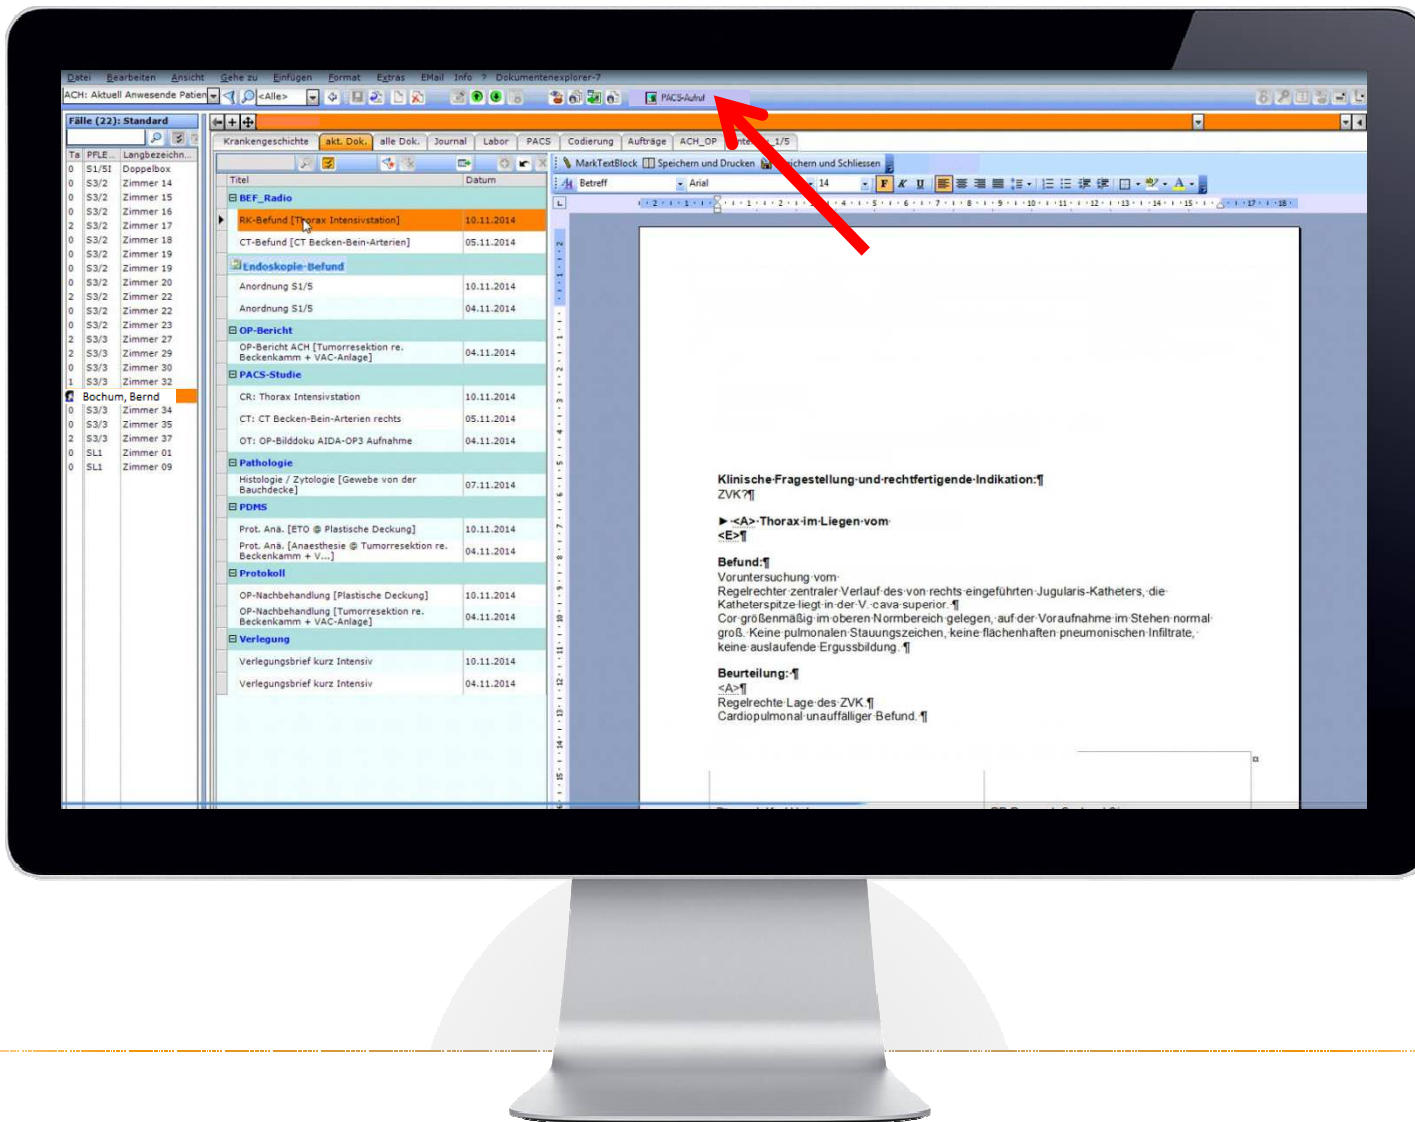 Datei Bearbeiten Ansicht Gehe zu Einfügen Format Extras EMail Info ? Dokumentenexplorer-7
ACH: Aktuell Anwesende Patien <Alle> PACS-Aufruf
Fälle (22): Standard
Ta PFLE... Langbezeichn...
0 S1/5I Doppelbox
0 S3/2 Zimmer 14
0 S3/2 Zimmer 15
0 S3/2 Zimmer 16
2 S3/2 Zimmer 17
0 S3/2 Zimmer 18
0 S3/2 Zimmer 19
0 S3/2 Zimmer 19
0 S3/2 Zimmer 20
2 S3/2 Zimmer 22
0 S3/2 Zimmer 22
0 S3/2 Zimmer 23
2 S3/3 Zimmer 27
2 S3/3 Zimmer 29
0 S3/3 Zimmer 30
1 S3/3 Zimmer 32
Bochum, Bernd
0 S3/3 Zimmer 34
0 S3/3 Zimmer 35
2 S3/3 Zimmer 37
0 SL1 Zimmer 01
0 SL1 Zimmer 09
Krankengeschichte akt. Dok. alle Dok. Journal Labor PACS Codierung Aufträge ACH_OP 1/5
Titel Datum
BEF_Radio
RK-Befund [Thorax Intensivstation] 10.11.2014
CT-Befund [CT Becken-Bein-Arterien] 05.11.2014
Endoskopie-Befund
Anordnung S1/5 10.11.2014
Anordnung S1/5 04.11.2014
OP-Bericht
OP-Bericht ACH [Tumorresektion re.
Beckenkamm + VAC-Anlage] 04.11.2014
PACS-Studie
CR: Thorax Intensivstation 10.11.2014
CT: CT Becken-Bein-Arterien rechts 05.11.2014
OT: OP-Bilddoku AIDA-OP3 Aufnahme 04.11.2014
Pathologie
Histologie / Zytologie [Gewebe von der
Bauchdecke] 07.11.2014
PDMS
Prot. Anä. [ETO @ Plastische Deckung] 10.11.2014
Prot. Anä. [Anaesthesie @ Tumorresektion re.
Beckenkamm + V...] 04.11.2014
Protokoll
OP-Nachbehandlung [Plastische Deckung] 10.11.2014
OP-Nachbehandlung [Tumorresektion re.
Beckenkamm + VAC-Anlage] 04.11.2014
Verlegung
Verlegungsbrief kurz Intensiv 10.11.2014
Verlegungsbrief kurz Intensiv 04.11.2014
MarkTextBlock Speichern und Drucken Speichern und Schliessen
Betreff Arial 14 F K U
Klinische Fragestellung und rechtfertigende Indikation:¶
ZVK?¶
► <A> Thorax im Liegen vom
<E>¶
Befund:¶
Voruntersuchung vom
Regelrechter zentraler Verlauf des von rechts eingeführten Jugularis-Katheters, die
Katheterspitze liegt in der V. cava superior. ¶
Cor größenmäßig im oberen Normbereich gelegen, auf der Voraufnahme im Stehen normal
groß. Keine pulmonalen Stauungszeichen, keine flächenhaften pneumonischen Infiltrate,
keine auslaufende Ergussbildung. ¶
Beurteilung: ¶
<A>¶
Regelrechte Lage des ZVK.¶
Cardiopulmonal unauffälliger Befund. ¶